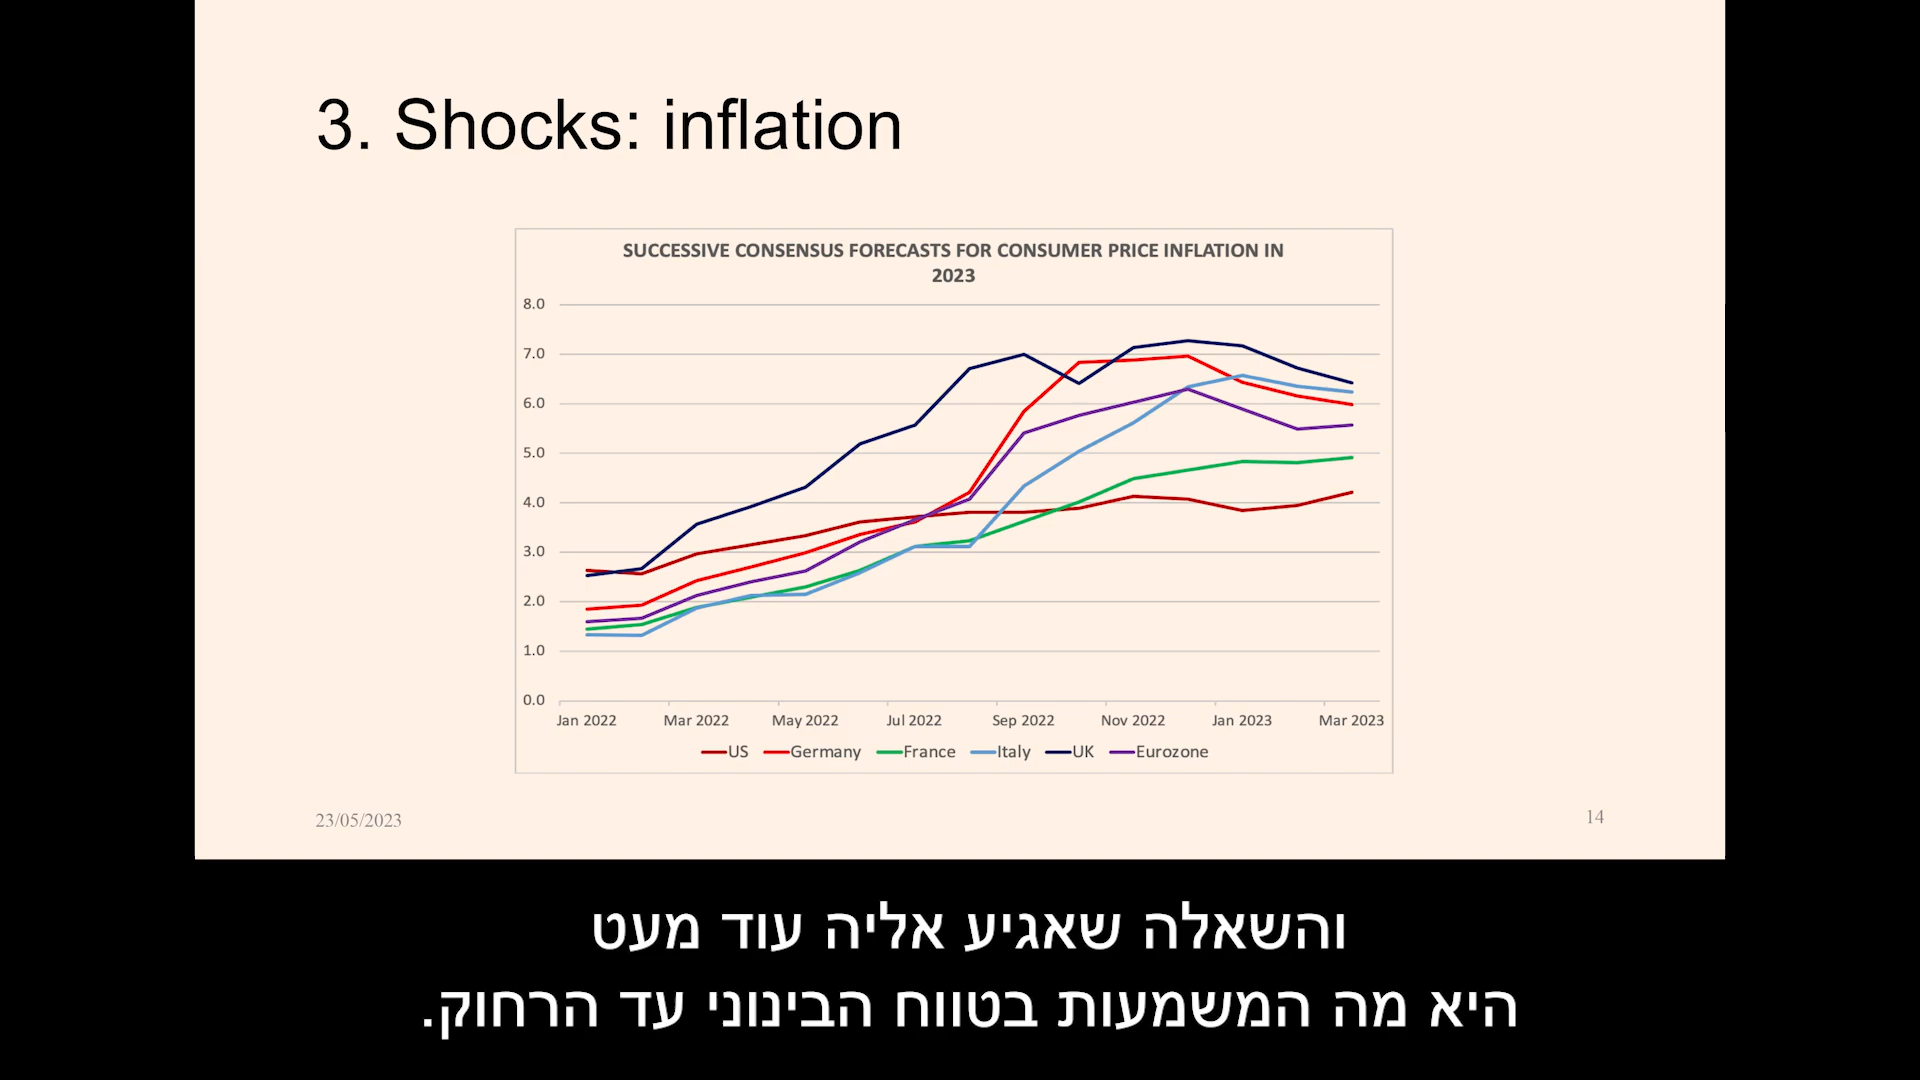 3. Shocks: inflation
SUCCESSIVE CONSENSUS FORECASTS FOR CONSUMER PRICE INFLATION IN
2023
8.0
7.0
6.0
5.0
4.0
3.0
2.0
1.0
0.0
Jan 2022 Mar 2022 May 2022 Jul 2022 Sep 2022 Nov 2022 Jan 2023 Mar 2023
US Germany France Italy UK Eurozone
23/05/2023 14
והשאלה שאגיע אליה עוד מעט
היא מה המשמעות בטווח הבינוני עד הרחוק.